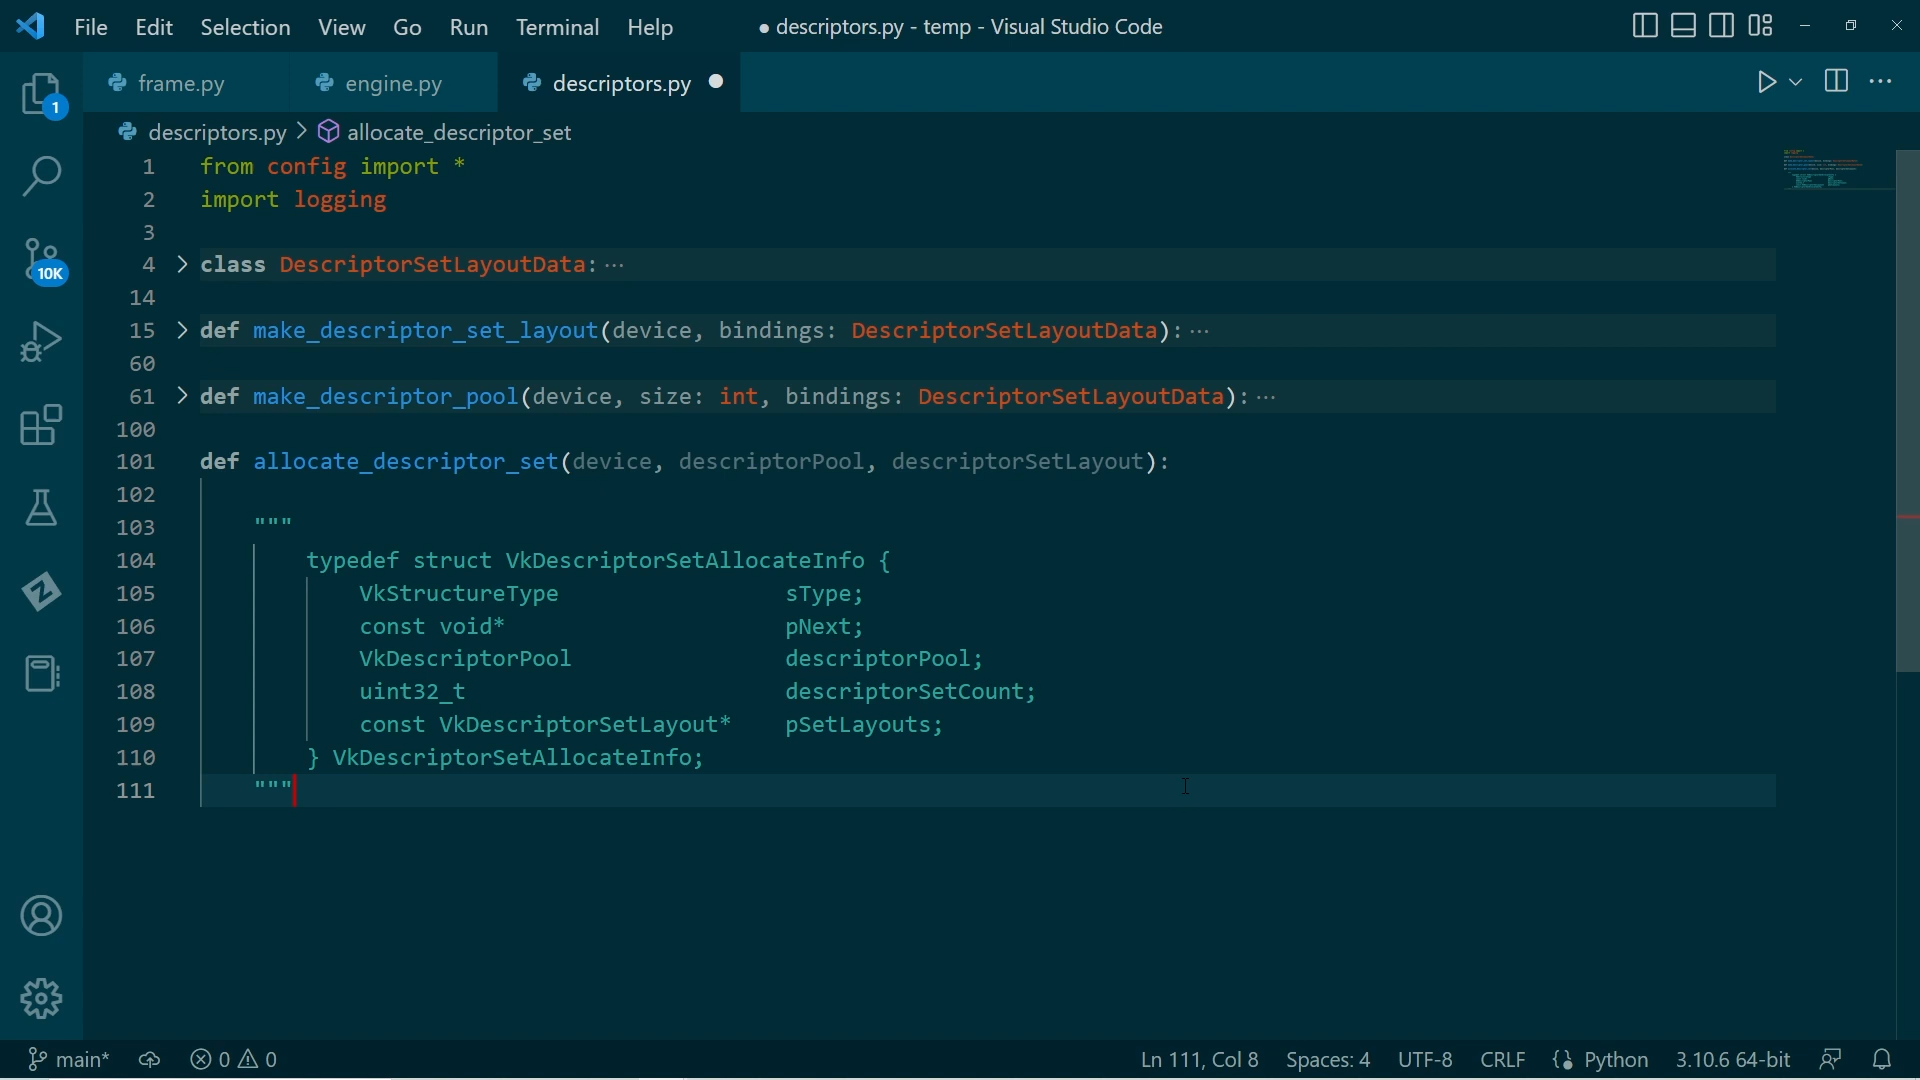 File Edit Selection View Go Run Terminal Help ● descriptors.py - temp - Visual Studio Code
frame.py engine.py descriptors.py ●
descriptors.py > allocate_descriptor_set
1
10K
1 from config import *
2 import logging
3
4 > class DescriptorSetLayoutData: ···
14
15 > def make_descriptor_set_layout(device, bindings: DescriptorSetLayoutData): ···
60
61 > def make_descriptor_pool(device, size: int, bindings: DescriptorSetLayoutData): ···
100
101 def allocate_descriptor_set(device, descriptorPool, descriptorSetLayout):
102
103 """
104 typedef struct VkDescriptorSetAllocateInfo {
105 VkStructureType sType;
106 const void* pNext;
107 VkDescriptorPool descriptorPool;
108 uint32_t descriptorSetCount;
109 const VkDescriptorSetLayout* pSetLayouts;
110 } VkDescriptorSetAllocateInfo;
111 """
main* 0 0 Ln 111, Col 8 Spaces: 4 UTF-8 CRLF Python 3.10.6 64-bit